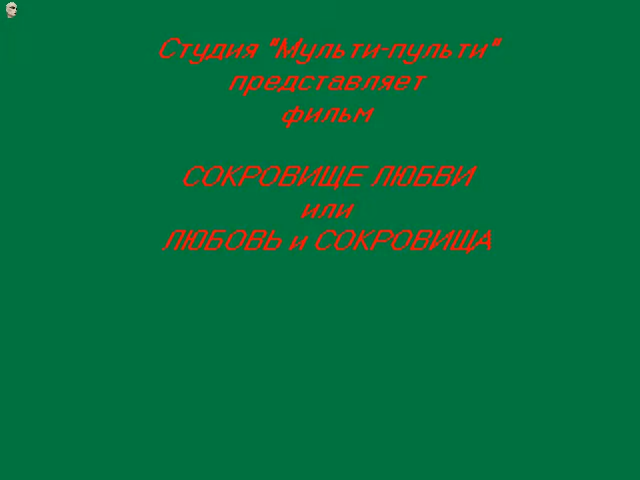 Студия "Мульти-пульти"
представляет
фильм
СОКРОВИЩЕ ЛЮБВИ
или
ЛЮБОВЬ и СОКРОВИЩА